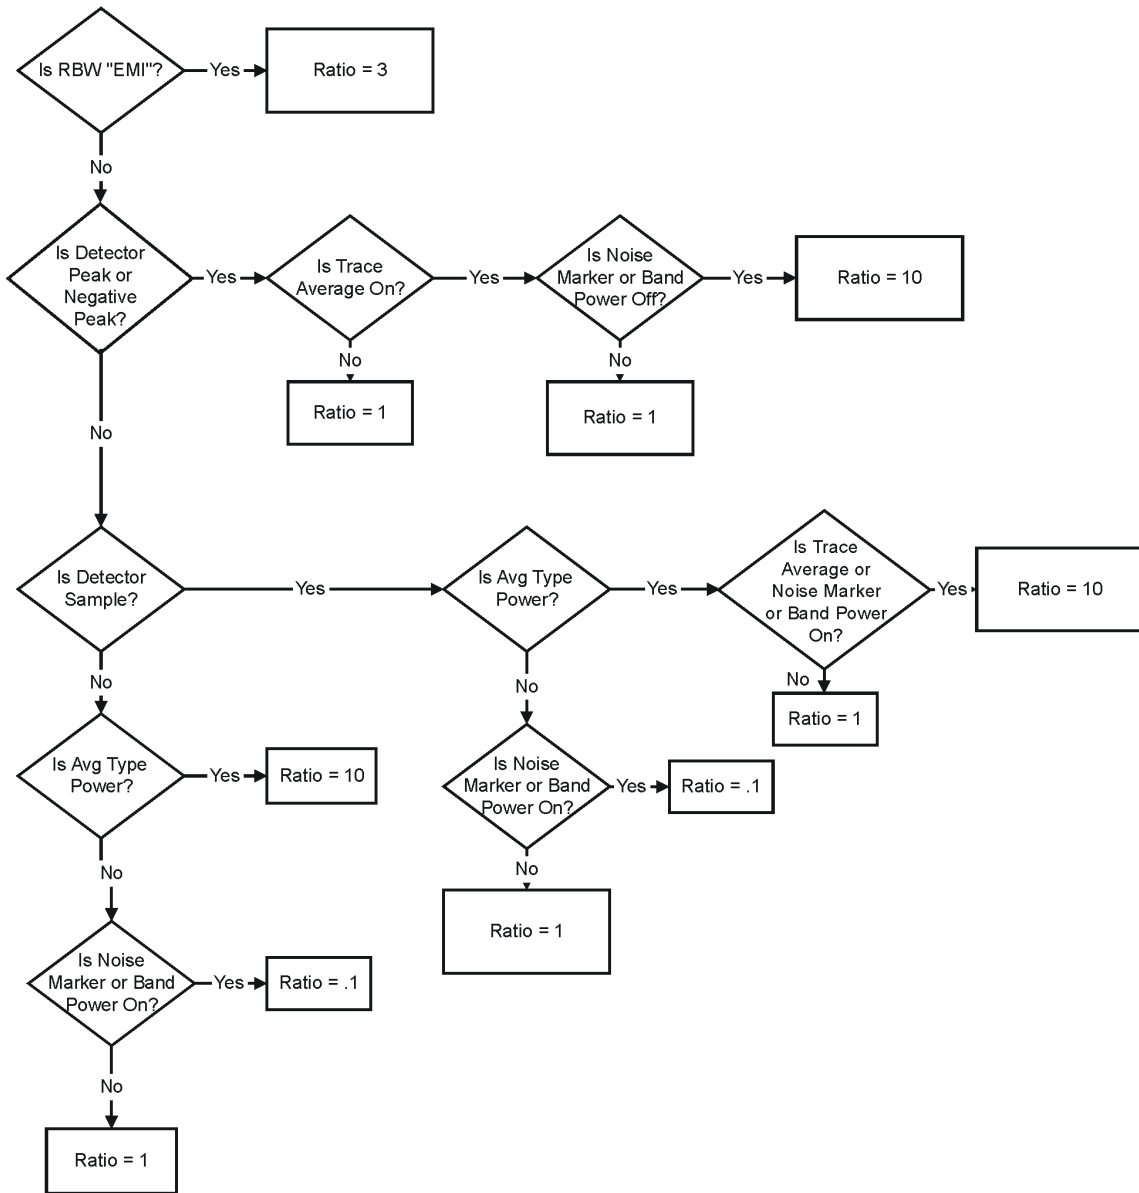 Is RBW "EMI"?
Yes
Ratio = 3
No
Is Detector
Peak or
Negative
Peak?
Yes
Is Trace
Average On?
Yes
Is Noise
Marker or Band
Power Off?
Yes
Ratio = 10
No
Ratio = 1
No
Ratio = 1
No
Is Detector
Sample?
Yes
Is Avg Type
Power?
Yes
Is Trace
Average or
Noise Marker
or Band Power
On?
Yes
Ratio = 10
No
Ratio = 1
No
Is Noise
Marker or Band
Power On?
Yes
Ratio = .1
No
Ratio = 1
No
Is Avg Type
Power?
Yes
Ratio = 10
No
Is Noise
Marker or Band
Power On?
Yes
Ratio = .1
No
Ratio = 1